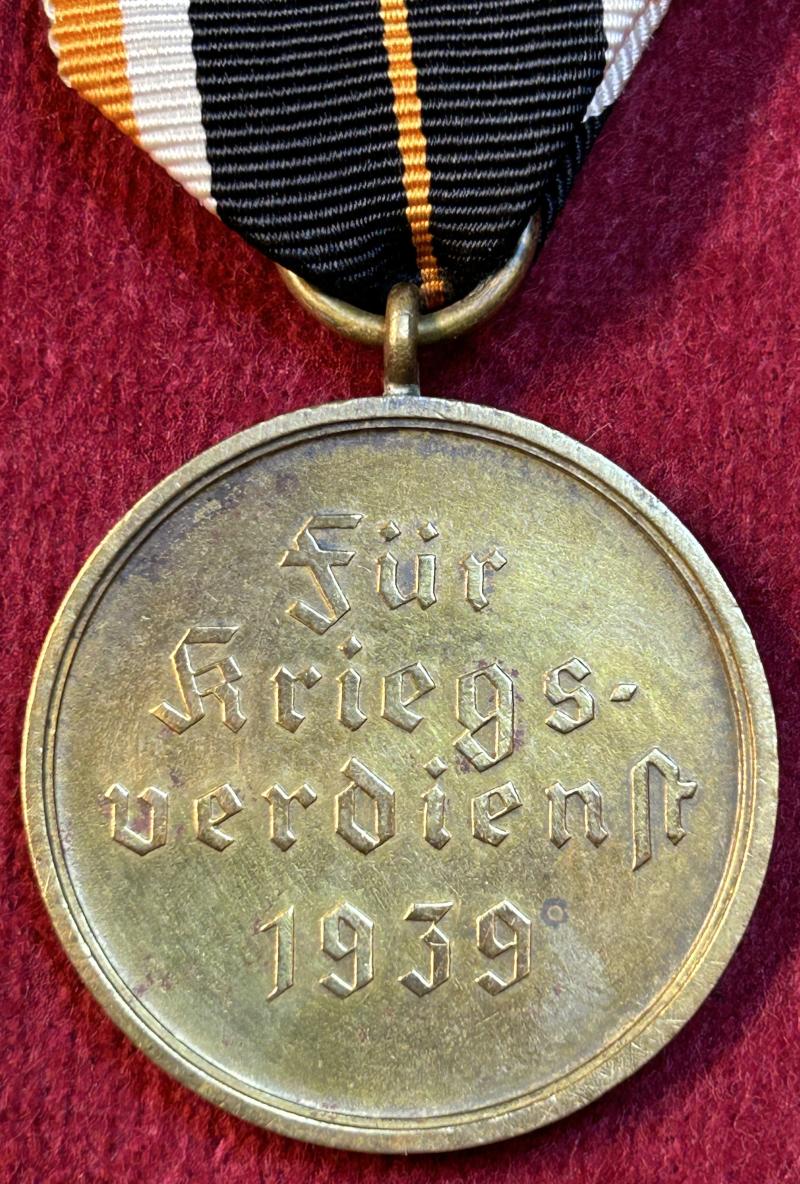 Für
Kriegs-
verdienſt
1939